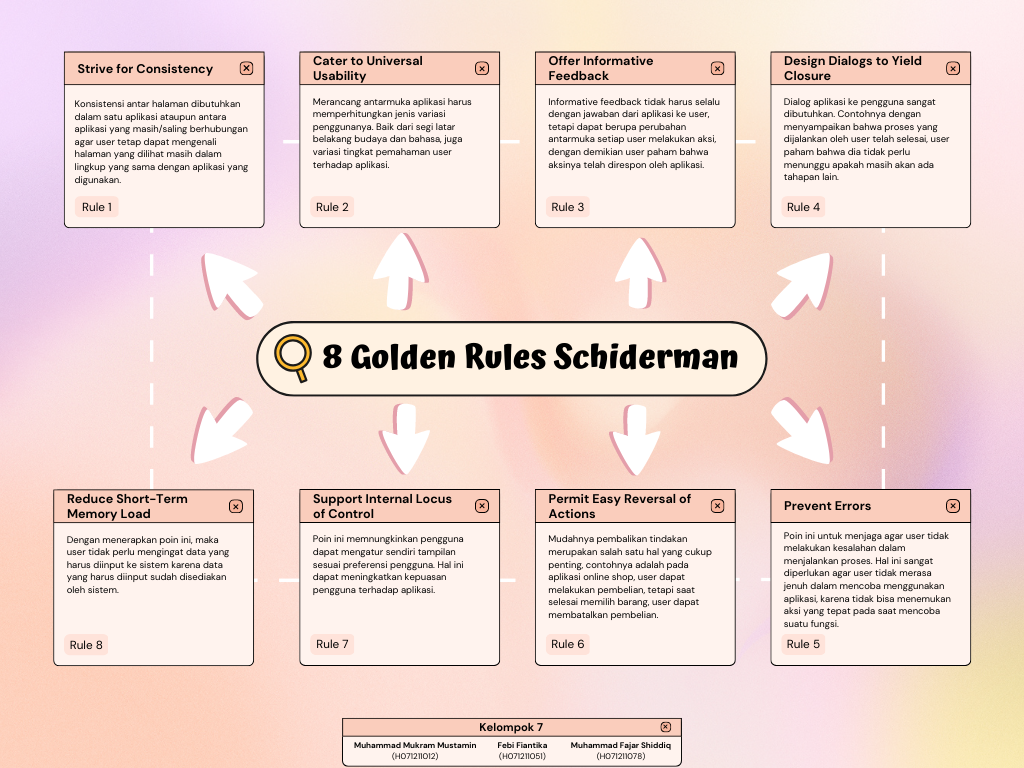 Strive for Consistency
Konsistensi antar halaman dibutuhkan
dalam satu aplikasi ataupun antara
aplikasi yang masih/saling berhubungan
agar user tetap dapat mengenali
halaman yang dilihat masih dalam
lingkup yang sama dengan aplikasi yang
digunakan.
Rule 1
Cater to Universal
Usability
Merancang antarmuka aplikasi harus
memperhitungkan jenis variasi
penggunanya. Baik dari segi latar
belakang budaya dan bahasa, juga
variasi tingkat pemahaman user
terhadap aplikasi.
Rule 2
Offer Informative
Feedback
Informative feedback tidak harus selalu
dengan jawaban dari aplikasi ke user,
tetapi dapat berupa perubahan
antarmuka setiap user melakukan aksi,
dengan demikian user paham bahwa
aksinya telah direspon oleh aplikasi.
Rule 3
Design Dialogs to Yield
Closure
Dialog aplikasi ke pengguna sangat
dibutuhkan. Contohnya dengan
menyampaikan bahwa proses yang
dijalankan oleh user telah selesai, user
paham bahwa dia tidak perlu
menunggu apakah masih akan ada
tahapan lain.
Rule 4
8 Golden Rules Schiderman
Reduce Short-Term
Memory Load
Dengan menerapkan poin ini, maka
user tidak perlu mengingat data yang
harus diinput ke sistem karena data
yang harus diinput sudah disediakan
oleh sistem.
Rule 8
Support Internal Locus
of Control
Poin ini memnungkinkan pengguna
dapat mengatur sendiri tampilan
sesuai preferensi pengguna. Hal ini
dapat meningkatkan kepuasan
pengguna terhadap aplikasi.
Rule 7
Permit Easy Reversal of
Actions
Mudahnya pembalikan tindakan
merupakan salah satu hal yang cukup
penting, contohnya adalah pada
aplikasi online shop, user dapat
melakukan pembelian, tetapi saat
selesai memilih barang, user dapat
membatalkan pembelian.
Rule 6
Prevent Errors
Poin ini untuk menjaga agar user tidak
melakukan kesalahan dalam
menjalankan proses. Hal ini sangat
diperlukan agar user tidak merasa
jenuh dalam mencoba menggunakan
aplikasi, karena tidak bisa menemukan
aksi yang tepat pada saat mencoba
suatu fungsi.
Rule 5
Kelompok 7
Muhammad Mukram Mustamin
(H071211012)
Febi Fiantika
(H071211051)
Muhammad Fajar Shiddiq
(H071211078)